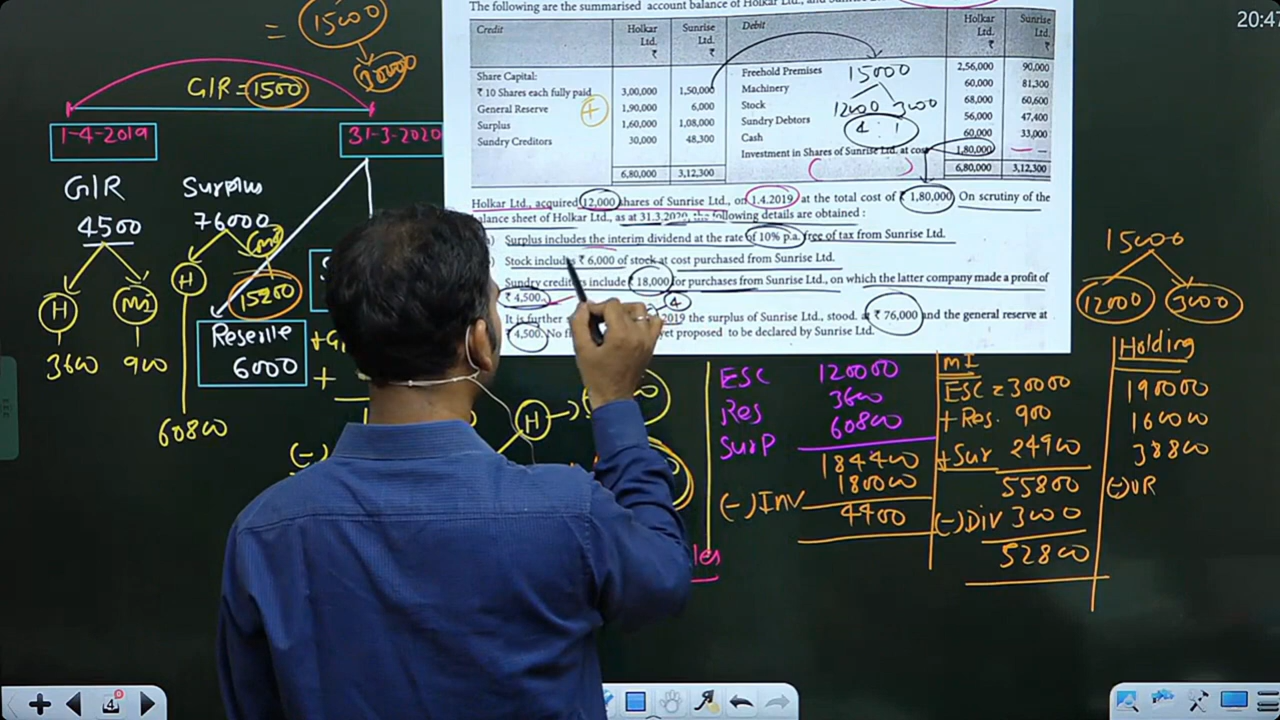 = 15000
20000
20:47
GIR = 1500
1-4-2019
31-3-2020
GIR
4500
H
MI
3600
900
Surplus
76000
H
MI
15200
60800
Reserve
6000
+
(-)
H
The following are the summarised account balance of Holkar Ltd., and
Credit Holkar Ltd. ₹ Sunrise Ltd. ₹ Debit Holkar Ltd. ₹ Sunrise Ltd. ₹
Share Capital: Freehold Premises 2,56,000 90,000
₹ 10 Shares each fully paid 3,00,000 1,50,000 Machinery 60,000 81,300
General Reserve 1,90,000 6,000 Stock 68,000 60,600
Surplus 1,60,000 1,08,000 Sundry Debtors 56,000 47,400
Sundry Creditors 30,000 48,300 Cash 60,000 33,000
Investment in Shares of Sunrise Ltd. at cost 1,80,000 —
6,80,000 3,12,300 6,80,000 3,12,300
+
15000
12000 3000
4 : 1
Holkar Ltd., acquired 12,000 shares of Sunrise Ltd., on 1.4.2019 at the total cost of ₹ 1,80,000. On scrutiny of the
balance sheet of Holkar Ltd., as at 31.3.2020, the following details are obtained :
Surplus includes the interim dividend at the rate of 10% p.a. free of tax from Sunrise Ltd.
Stock includes ₹ 6,000 of stock at cost purchased from Sunrise Ltd.
Sundry creditors include ₹ 18,000 for purchases from Sunrise Ltd., on which the latter company made a profit of
₹ 4,500.
4
It is further 2019 the surplus of Sunrise Ltd., stood at ₹ 76,000 and the general reserve at
₹ 4,500. No yet proposed to be declared by Sunrise Ltd.
ESC 120000
Res 3600
Surp 60800
184400
(-) Inv 180000
4400
MI
ESC = 30000
+ Res. 900
+ Sur 24900
55800
(-) Div 3000
52800
15000
12000 3000
Holding
190000
160000
38800
(-) UR
4